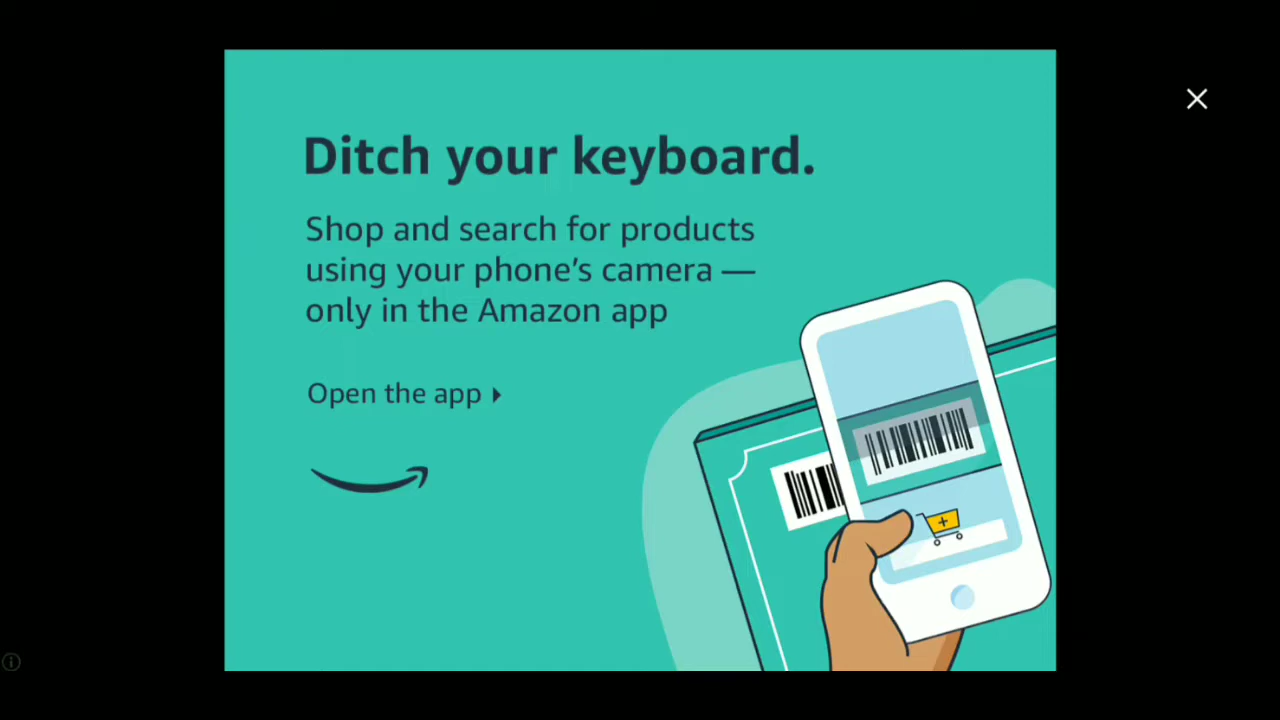 Ditch your keyboard.
Shop and search for products
using your phone’s camera —
only in the Amazon app
Open the app